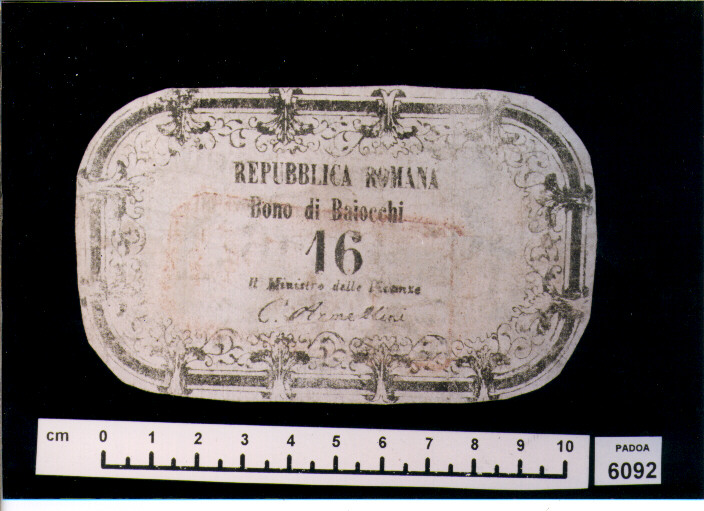 REPUBBLICA ROMANA
Bono di Baiocchi
16
Il Ministro delle Finanze
C. Armellini
cm 0 1 2 3 4 5 6 7 8 9 10
PADOA
6092